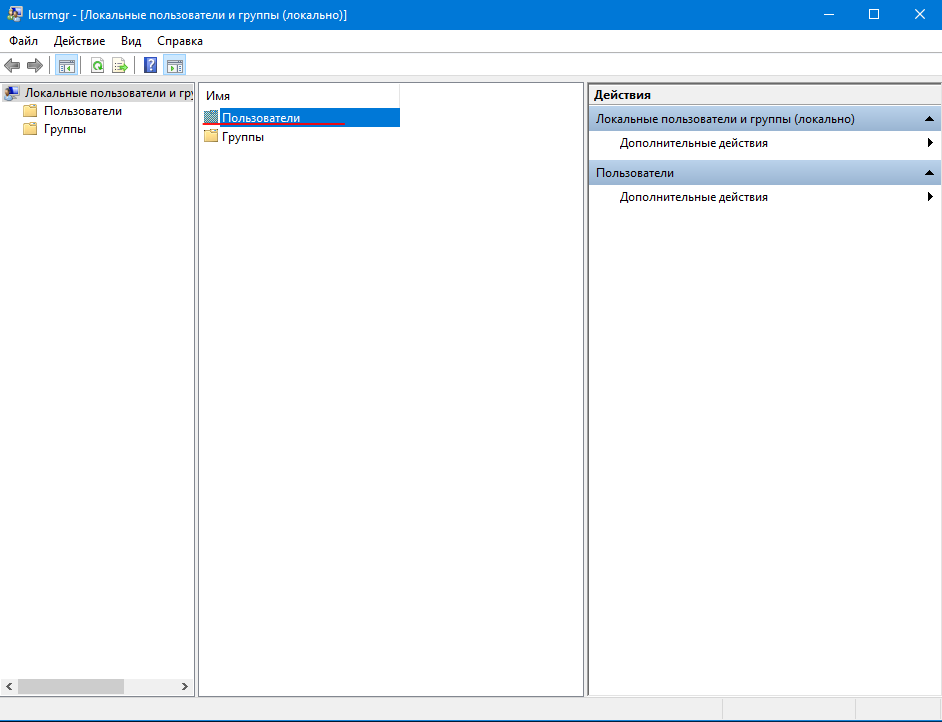 lusrmgr - [Локальные пользователи и группы (локально)]
Файл Действие Вид Справка
Локальные пользователи и гру
Пользователи
Группы
Имя
Пользователи
Группы
Действия
Локальные пользователи и группы (локально)
Дополнительные действия
Пользователи
Дополнительные действия